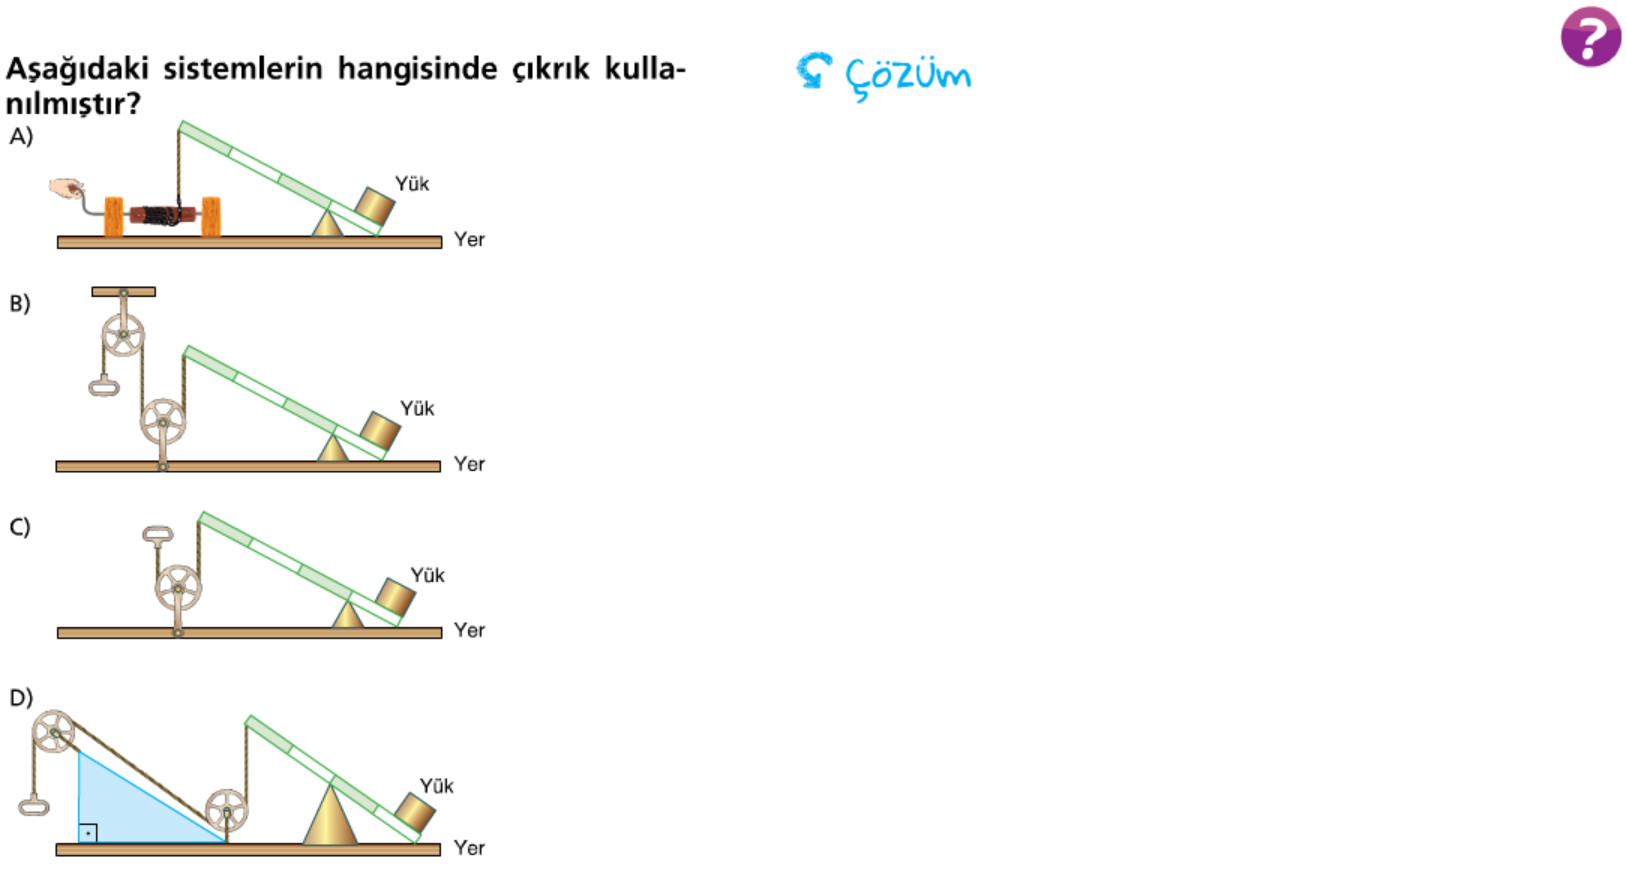 ?
Aşağıdaki sistemlerin hangisinde çıkrık kulla-
nılmıştır?
Çözüm
A)
Yük
Yer
B)
Yük
Yer
C)
Yük
Yer
D)
Yük
Yer